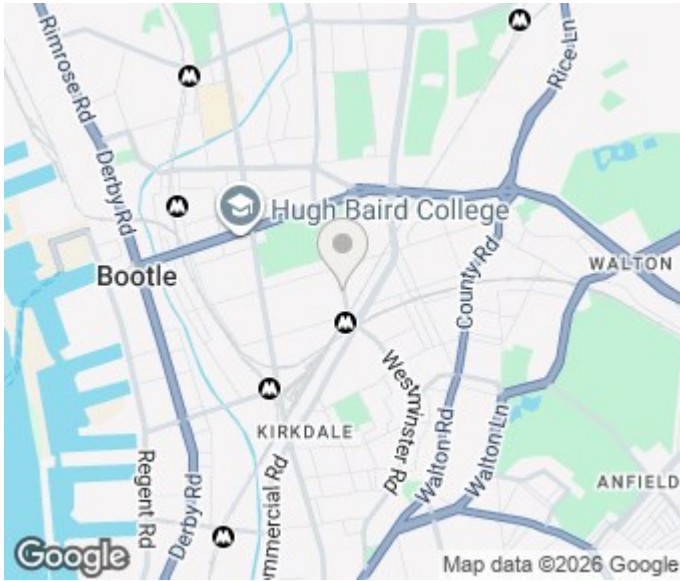 Rimrose Rd
Rice Ln
Derby Rd
Hugh Baird College
WALTON
Bootle
County Rd
Westminster Rd
KIRKDALE
Walton Rd
Walton Ln
ANFIELD
Regent Rd
Derby Rd
ommercial Rd
Google
Map data ©2026 Google